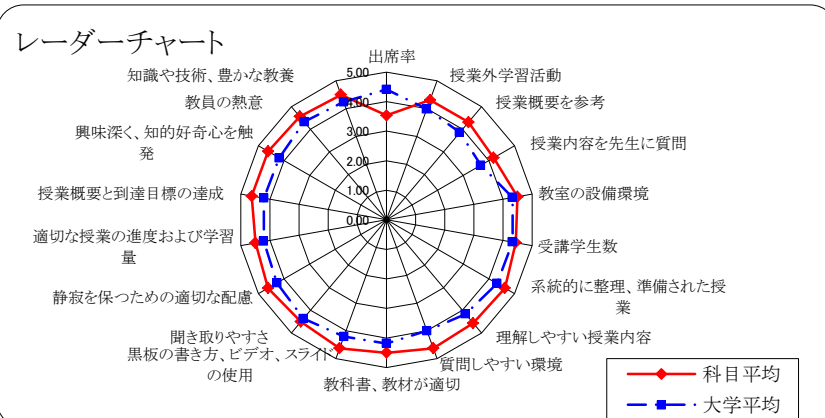 レーダーチャート
出席率
授業外学習活動
授業概要を参考
授業内容を先生に質問
教室の設備環境
受講学生数
系統的に整理、準備された授
業
理解しやすい授業内容
質問しやすい環境
教科書、教材が適切
黒板の書き方、ビデオ、スライド
の使用
聞き取りやすさ
静寂を保つための適切な配慮
適切な授業の進度および学習
量
授業概要と到達目標の達成
興味深く、知的好奇心を触
発
教員の熱意
知識や技術、豊かな教養
5.00
4.00
3.00
2.00
1.00
0.00
科目平均
大学平均